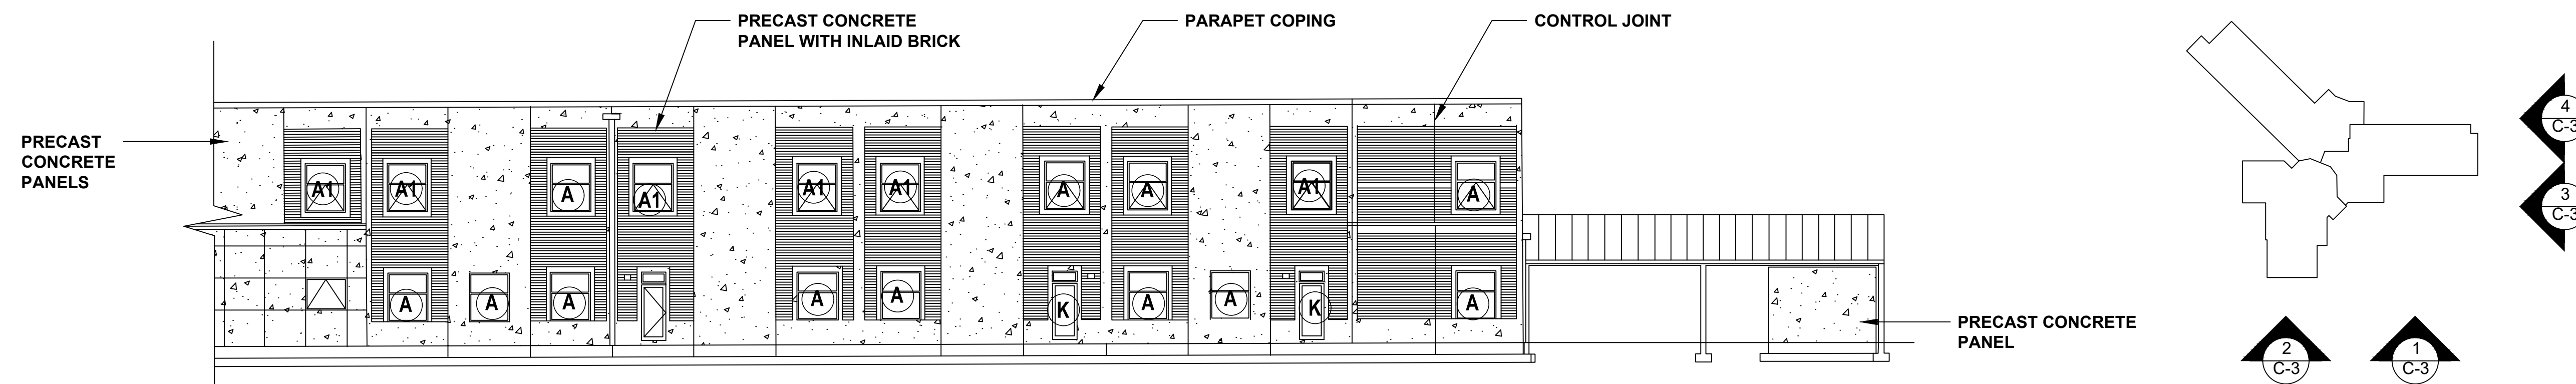 PRECAST CONCRETE
PANEL WITH INLAID BRICK
PARAPET COPING
CONTROL JOINT
PRECAST
CONCRETE
PANELS
A1
A1
A
A1
A1
A1
A
A
A1
A
A
A
A
A
A
K
A
A
K
A
PRECAST CONCRETE
PANEL
4
C-3
3
C-3
2
C-3
1
C-3